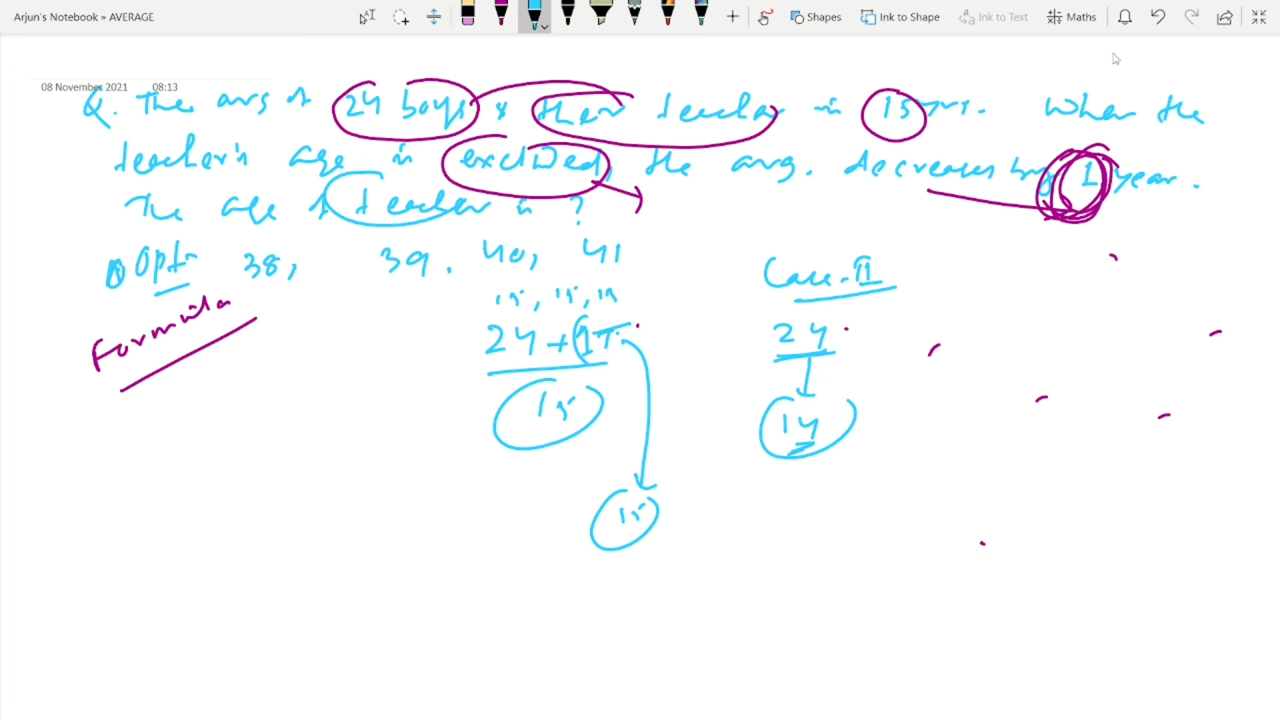 Arjun's Notebook » AVERAGE
Shapes Ink to Shape Ink to Text Maths
08 November 2021 08:13
Q. The avg of 24 boys & their teacher is 15 yrs. When the
teacher's age is excluded, the avg. decreases by 1 year.
The age of teacher is ?
Opt- 38, 39. 40, 41
Case-II
15, 15, 15
Formula
24 + 1T 24
15 14
15